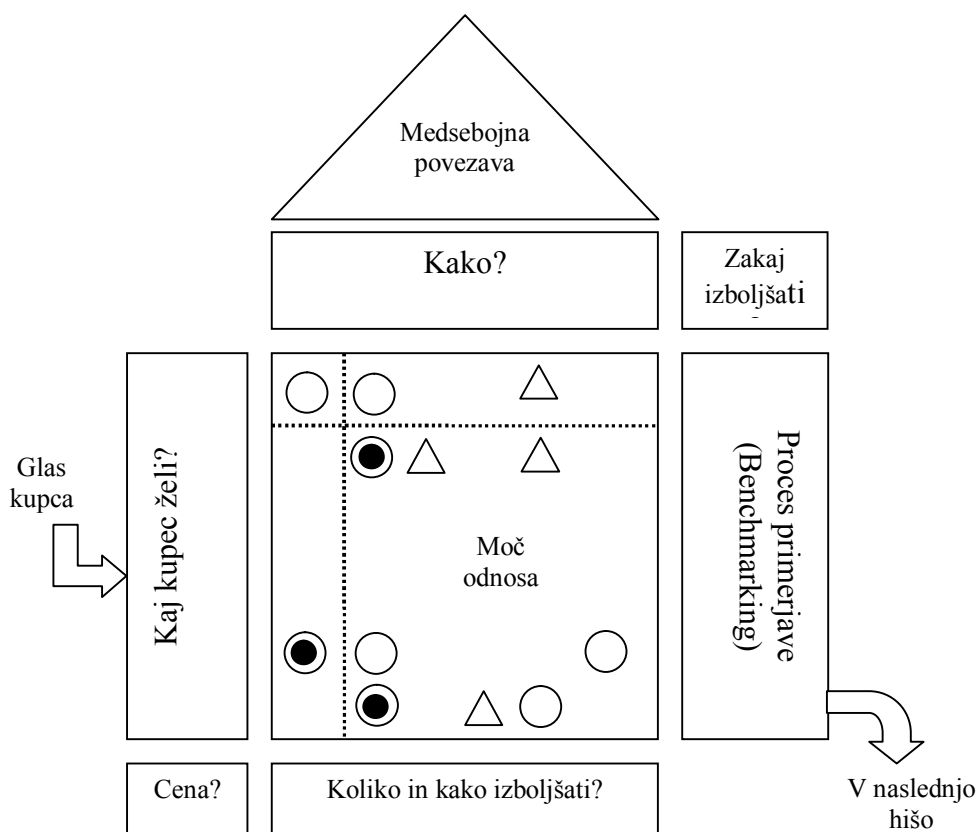 Medsebojna
povezava
Kako?
Zakaj
izboljšati
Glas
kupca
Kaj kupec želi?
Moč
odnosa
Proces primerjave
(Benchmarking)
Cena?
Koliko in kako izboljšati?
V naslednjo
hišo